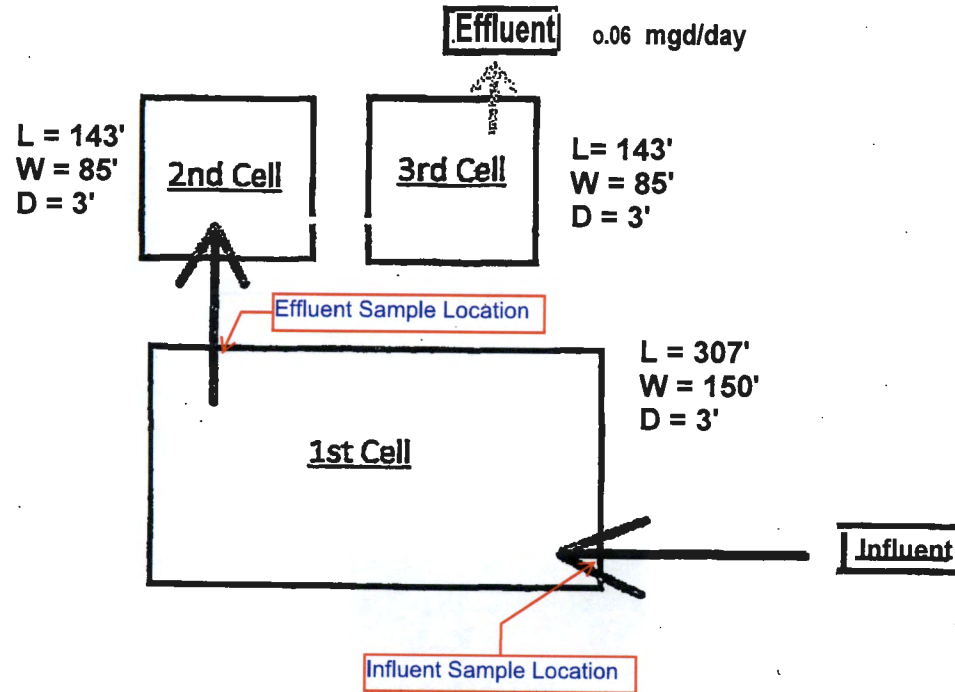 Effluent
o.06 mgd/day
L = 143'
W = 85'
D = 3'
2nd Cell
3rd Cell
L= 143'
W = 85'
D = 3'
Effluent Sample Location
L = 307'
W = 150'
D = 3'
1st Cell
Influent
Influent Sample Location